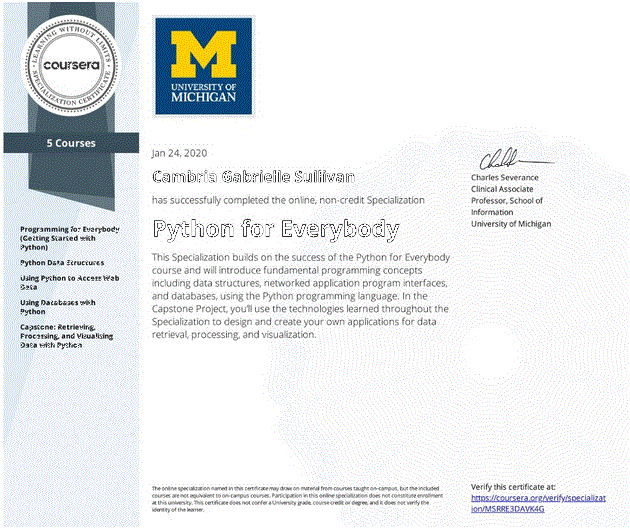 LEARNING WITHOUT LIMITS
coursera
SPECIALIZATION CERTIFICATE
5 Courses
Programming for Everybody
(Getting Started with
Python)
Python Data Structures
Using Python to Access Web
Data
Using Databases with
Python
Capstone: Retrieving,
Processing, and Visualizing
Data with Python
M
UNIVERSITY OF
MICHIGAN
Jan 24, 2020
Cambria Gabrielle Sullivan
has successfully completed the online, non-credit Specialization
Python for Everybody
This Specialization builds on the success of the Python for Everybody
course and will introduce fundamental programming concepts
including data structures, networked application program interfaces,
and databases, using the Python programming language. In the
Capstone Project, you'll use the technologies learned throughout the
Specialization to design and create your own applications for data
retrieval, processing, and visualization.
Charles Severance
Clinical Associate
Professor, School of
Information
University of Michigan
The online specialization named in this certificate may draw on material from courses taught on-campus, but the included
courses are not equivalent to on-campus courses. Participation in this online specialization does not constitute enrollment
at this university. This certificate does not confer a University grade, course credit or degree, and it does not verify the
identity of the learner.
Verify this certificate at:
https://coursera.org/verify/specializat
ion/MSRRE3DAVK4G